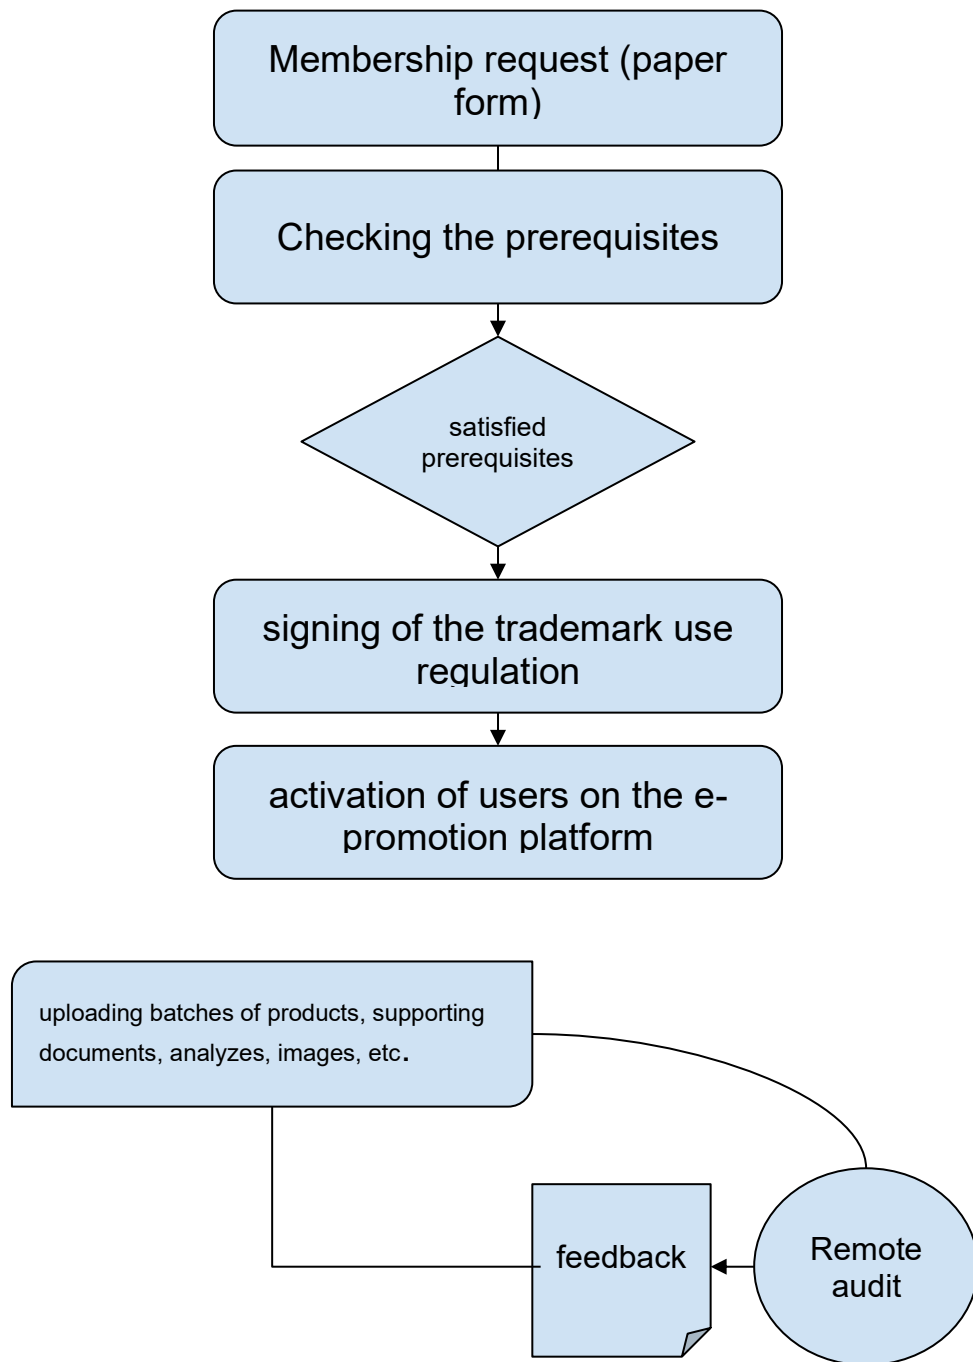 Membership request (paper
form)
Checking the prerequisites
satisfied
prerequisites
signing of the trademark use
regulation
activation of users on the e-
promotion platform
uploading batches of products, supporting
documents, analyzes, images, etc.
feedback
Remote
audit